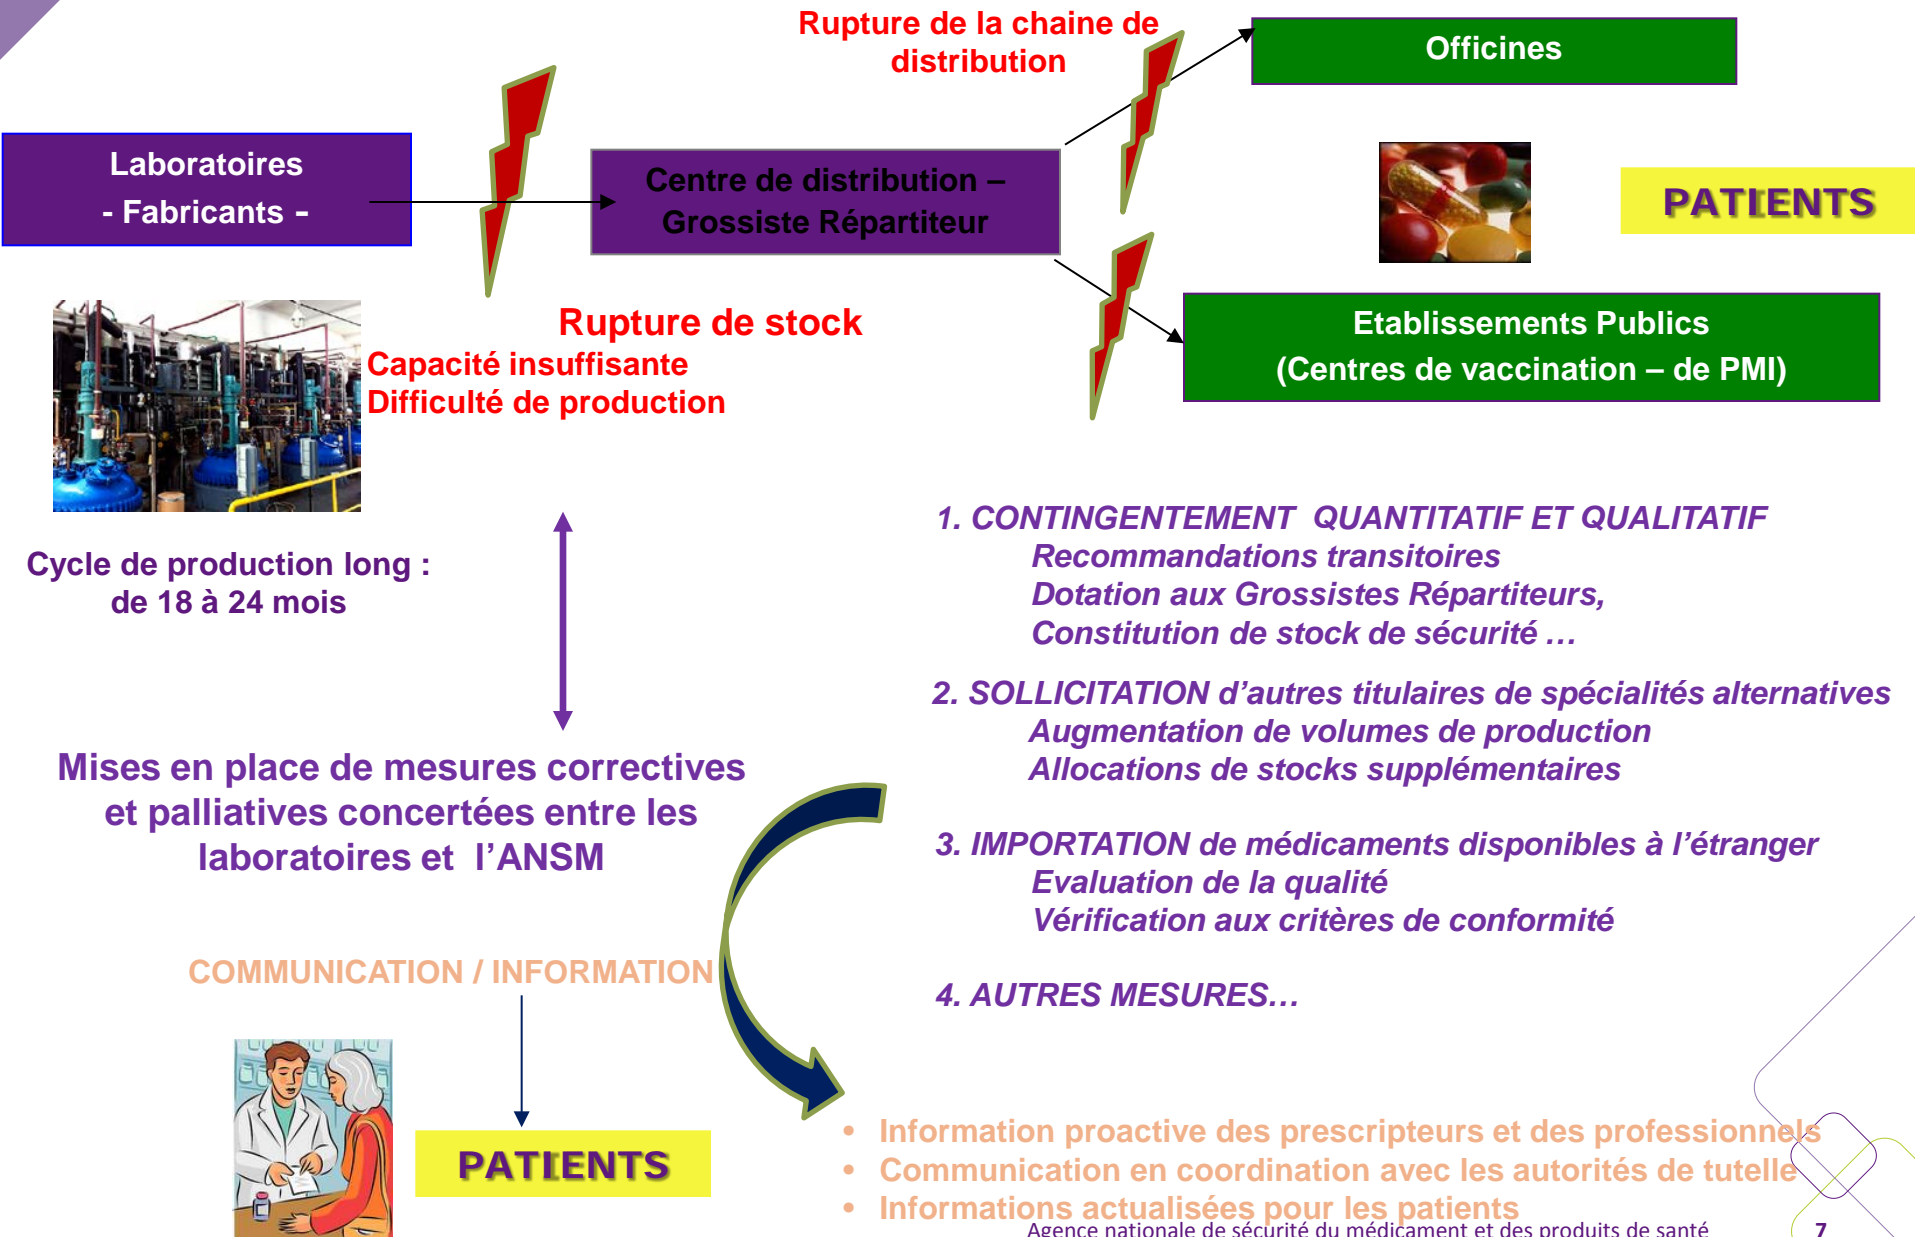 Rupture de la chaine de
distribution
Officines
Laboratoires
- Fabricants -
Centre de distribution –
Grossiste Répartiteur
PATIENTS
Rupture de stock
Capacité insuffisante
Difficulté de production
Etablissements Publics
(Centres de vaccination – de PMI)
Cycle de production long :
de 18 à 24 mois
1. CONTINGENTEMENT QUANTITATIF ET QUALITATIF
Recommandations transitoires
Dotation aux Grossistes Répartiteurs,
Constitution de stock de sécurité …
2. SOLLICITATION d’autres titulaires de spécialités alternatives
Augmentation de volumes de production
Allocations de stocks supplémentaires
3. IMPORTATION de médicaments disponibles à l’étranger
Evaluation de la qualité
Vérification aux critères de conformité
4. AUTRES MESURES…
Mises en place de mesures correctives
et palliatives concertées entre les
laboratoires et l’ANSM
COMMUNICATION / INFORMATION
PATIENTS
• Information proactive des prescripteurs et des professionnels
• Communication en coordination avec les autorités de tutelle
• Informations actualisées pour les patients
Agence nationale de sécurité du médicament et des produits de santé
7